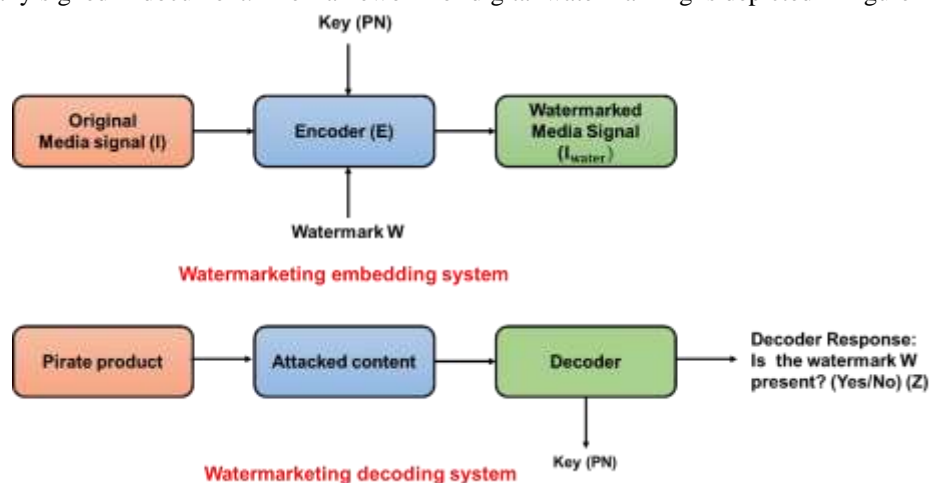 Key (PN)
Original
Media signal (I)
Encoder (E)
Watermarked
Media Signal
(I_water)
Watermark W
Watermarketing embedding system
Pirate product
Attacked content
Decoder
Decoder Response:
Is the watermark W
present? (Yes/No) (Z)
Key (PN)
Watermarketing decoding system